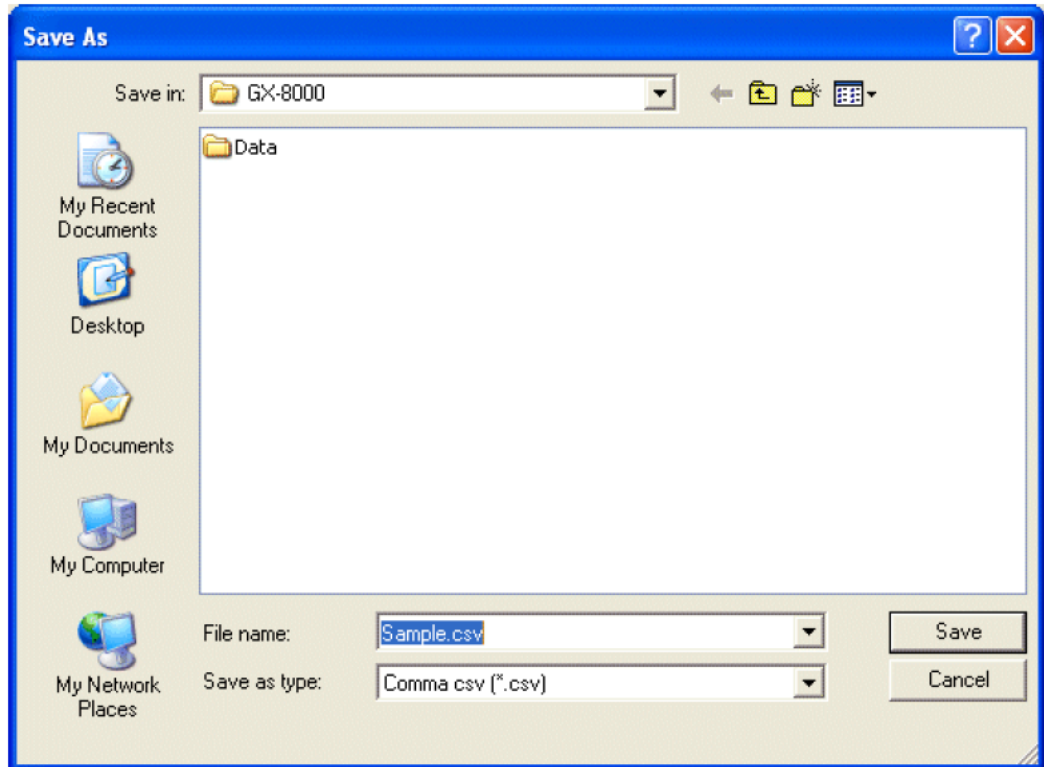 Save As
Save in:
GX-8000
Data
My Recent
Documents
Desktop
My Documents
My Computer
My Network
Places
File name:
Sample.csv
Save
Save as type:
Comma csv (*.csv)
Cancel